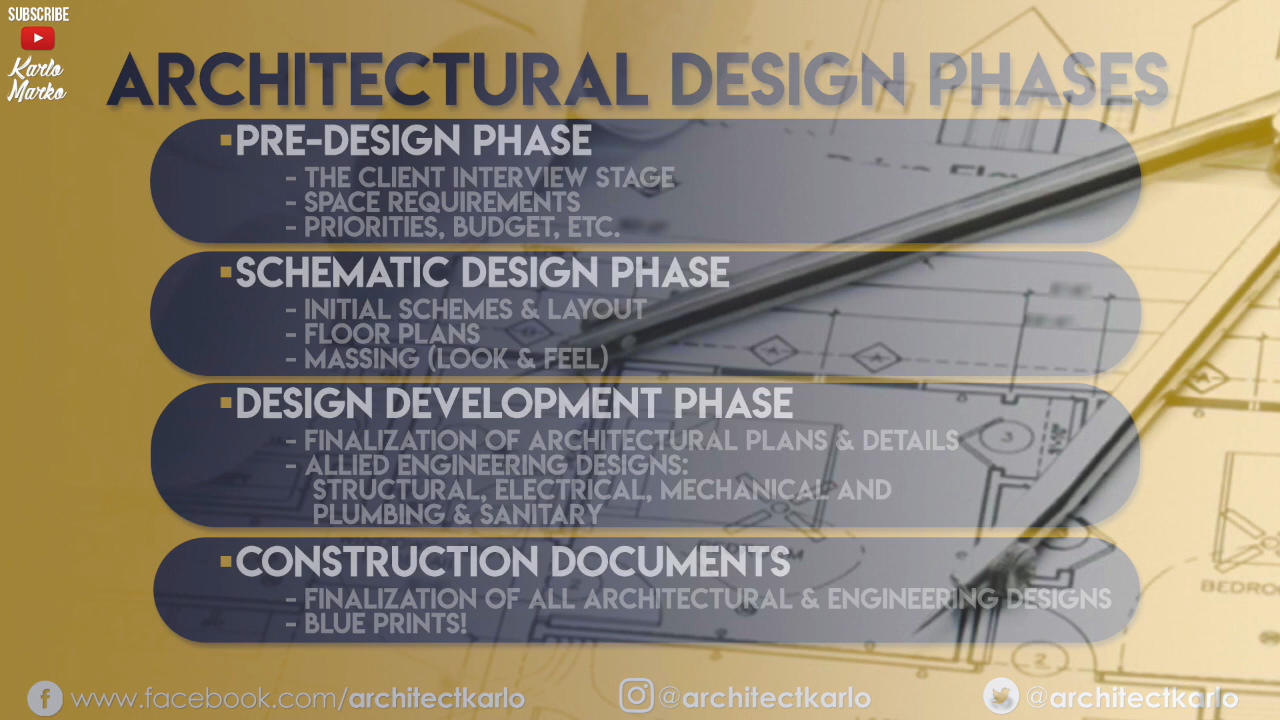 SUBSCRIBE
Karlo
Marko
ARCHITECTURAL DESIGN PHASES
▪PRE-DESIGN PHASE
- THE CLIENT INTERVIEW STAGE
- SPACE REQUIREMENTS
- PRIORITIES, BUDGET, ETC.
▪SCHEMATIC DESIGN PHASE
- INITIAL SCHEMES & LAYOUT
- FLOOR PLANS
- MASSING (LOOK & FEEL)
▪DESIGN DEVELOPMENT PHASE
- FINALIZATION OF ARCHITECTURAL PLANS & DETAILS
- ALLIED ENGINEERING DESIGNS:
STRUCTURAL, ELECTRICAL, MECHANICAL AND
PLUMBING & SANITARY
▪CONSTRUCTION DOCUMENTS
- FINALIZATION OF ALL ARCHITECTURAL & ENGINEERING DESIGNS
- BLUE PRINTS!
3
2
www.facebook.com/architectkarlo
@architectkarlo
@architectkarlo